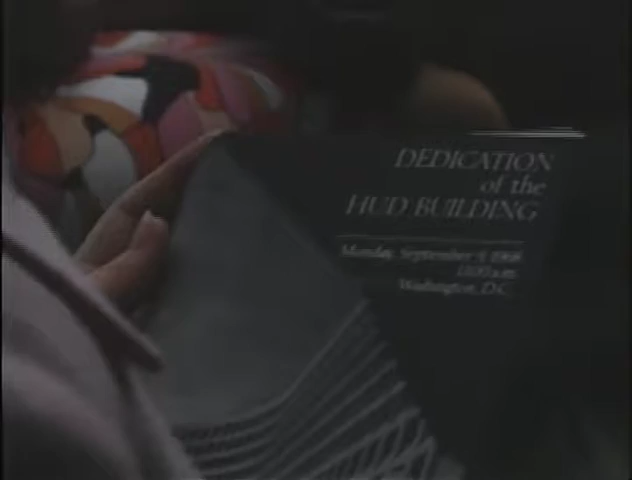 DEDICATION
of the
HUD BUILDING
Monday, September 9 1968
Washington, D.C.